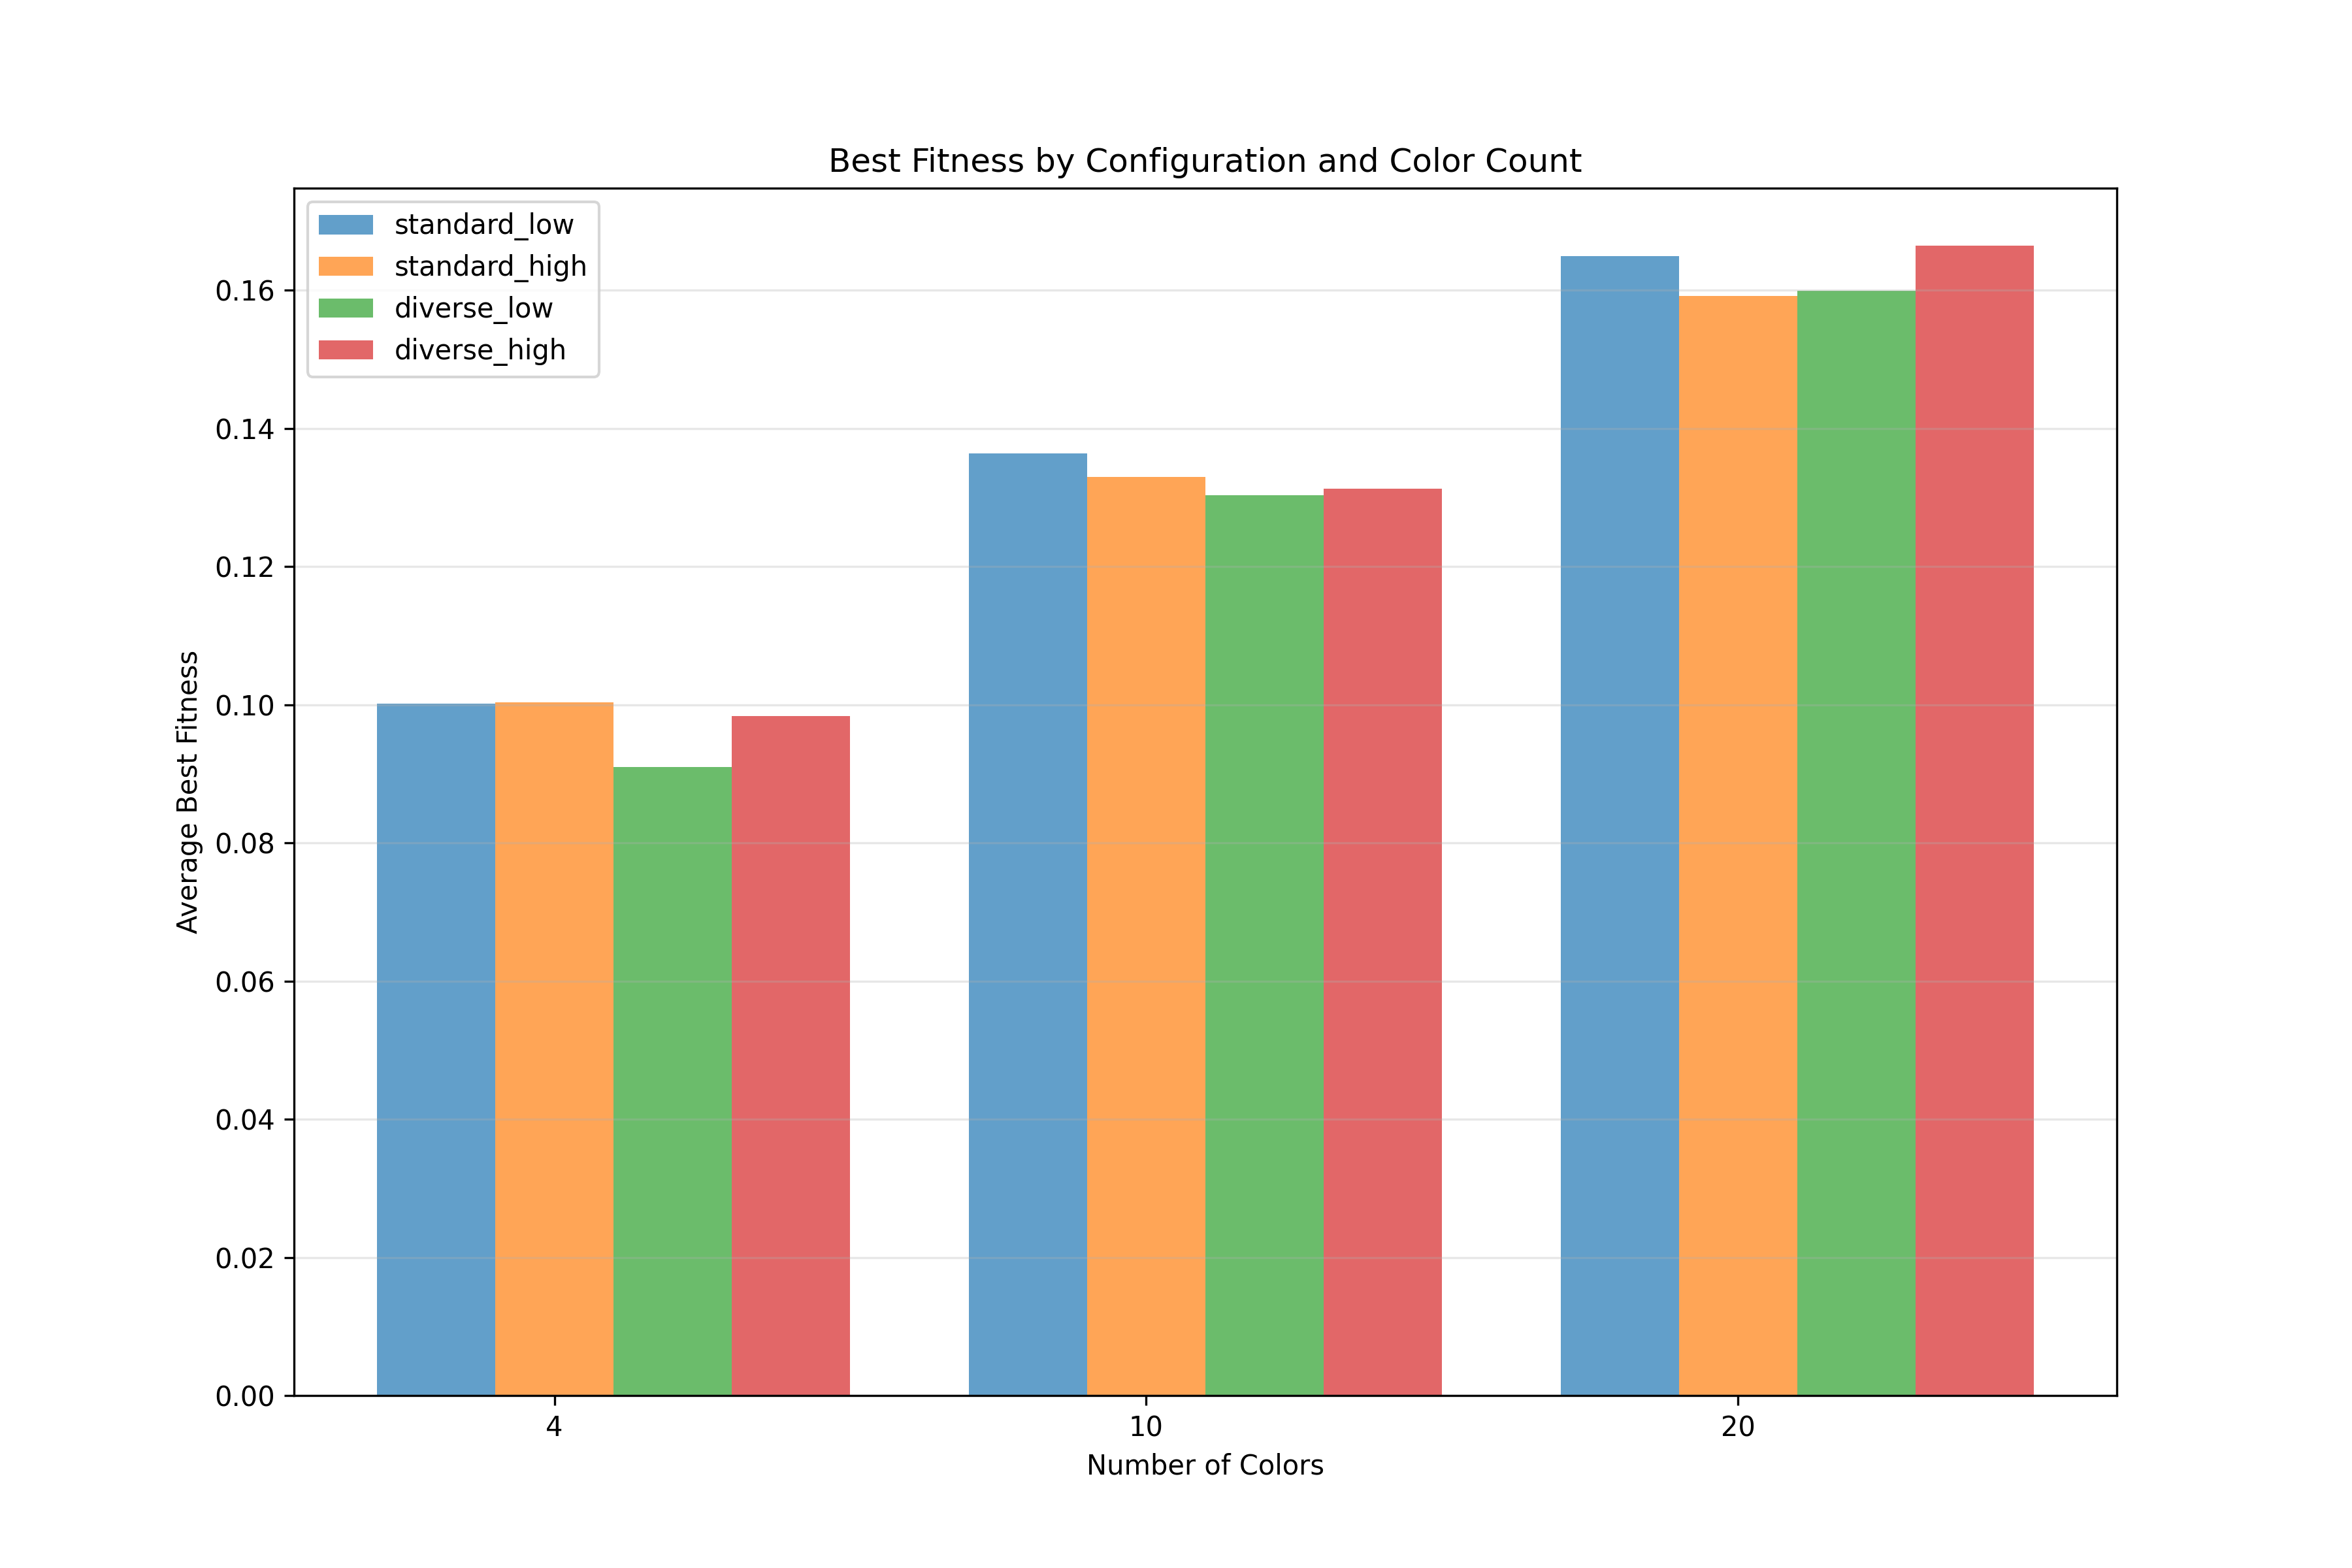 Best Fitness by Configuration and Color Count
standard_low
standard_high
diverse_low
diverse_high
Average Best Fitness
0.16
0.14
0.12
0.10
0.08
0.06
0.04
0.02
0.00
4
10
20
Number of Colors